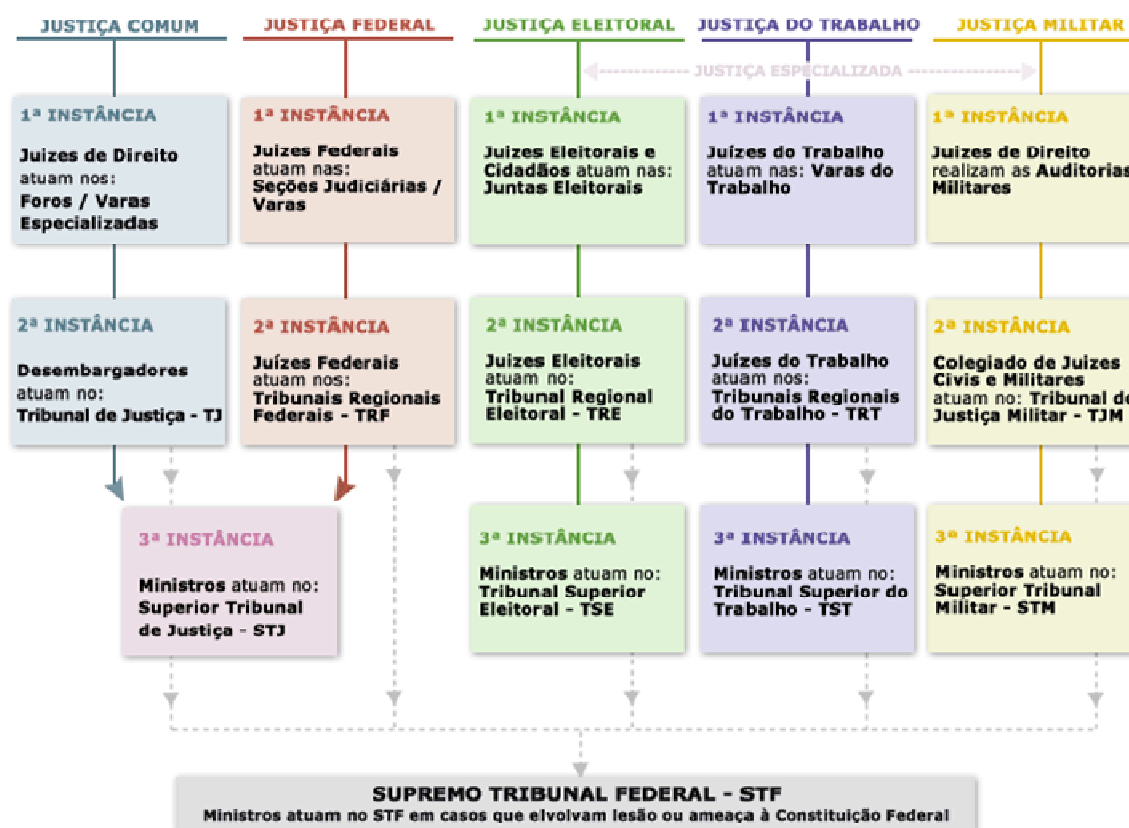 JUSTIÇA COMUM
JUSTIÇA FEDERAL
JUSTIÇA ELEITORAL
JUSTIÇA DO TRABALHO
JUSTIÇA MILITAR
JUSTIÇA ESPECIALIZADA
1ª INSTÂNCIA
Juizes de Direito
atuam nos:
Foros / Varas
Especializadas
1ª INSTÂNCIA
Juizes Federais
atuam nas:
Seções Judiciárias /
Varas
1ª INSTÂNCIA
Juizes Eleitorais e
Cidadãos atuam nas:
Juntas Eleitorais
1ª INSTÂNCIA
Juízes do Trabalho
atuam nas: Varas do
Trabalho
1ª INSTÂNCIA
Juizes de Direito
realizam as Auditorias
Militares
2ª INSTÂNCIA
Desembargadores
atuam no:
Tribunal de Justiça - TJ
2ª INSTÂNCIA
Juízes Federais
atuam nos:
Tribunais Regionais
Federais - TRF
2ª INSTÂNCIA
Juizes Eleitorais
atuam no:
Tribunal Regional
Eleitoral - TRE
2ª INSTÂNCIA
Juízes do Trabalho
atuam nos:
Tribunais Regionais
do Trabalho - TRT
2ª INSTÂNCIA
Colegiado de Juizes
Civis e Militares
atuam no: Tribunal de
Justiça Militar - TJM
3ª INSTÂNCIA
Ministros atuam no:
Superior Tribunal
de Justiça - STJ
3ª INSTÂNCIA
Ministros atuam no:
Tribunal Superior
Eleitoral - TSE
3ª INSTÂNCIA
Ministros atuam no:
Tribunal Superior do
Trabalho - TST
3ª INSTÂNCIA
Ministros atuam no:
Superior Tribunal
Militar - STM
SUPREMO TRIBUNAL FEDERAL - STF
Ministros atuam no STF em casos que elvolvam lesão ou ameaça à Constituição Federal